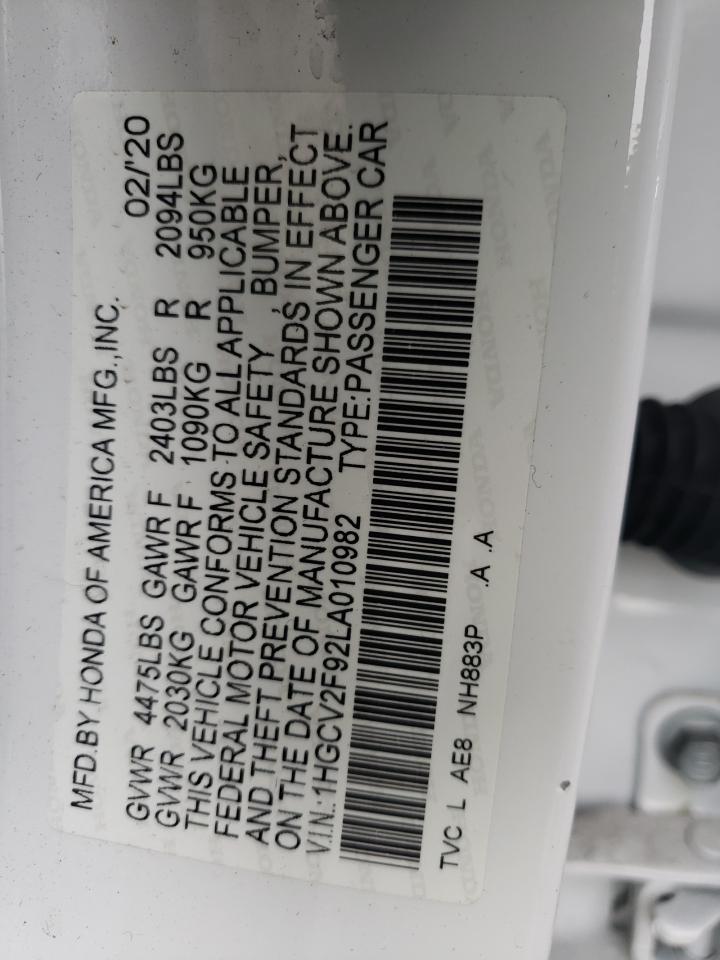 MFD.BY HONDA OF AMERICA MFG.,INC. 02/'20
GVWR 4475LBS GAWR F 2403LBS R 2094LBS
GVWR 2030KG GAWR F 1090KG R 950KG
THIS VEHICLE CONFORMS TO ALL APPLICABLE
FEDERAL MOTOR VEHICLE SAFETY , BUMPER,
AND THEFT PREVENTION STANDARDS, IN EFFECT
ON THE DATE OF MANUFACTURE SHOWN ABOVE.
V.I.N.:1HGCV2F92LA010982 TYPE:PASSENGER CAR
TVC L AE8 NH883P .A .A